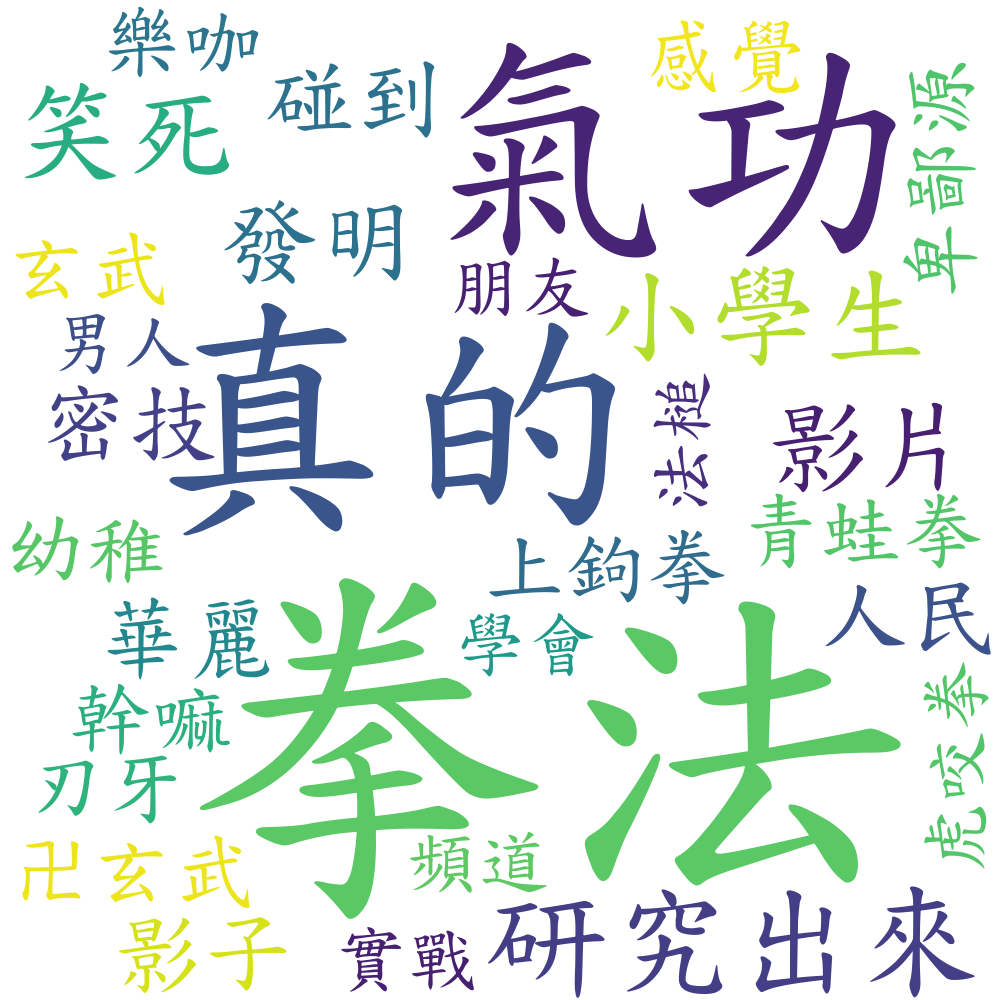 樂咖
感覺
氣功
碰到
卑鄙源
笑死
發明
玄武
朋友
小學生
男人
真的
密技
法槌
影片
幼稚
青蛙拳
上鉤拳
人民
華麗
學會
拳法
幹嘛
虎咬拳
刃牙
卍玄武
頻道
影子
實戰
研究出來